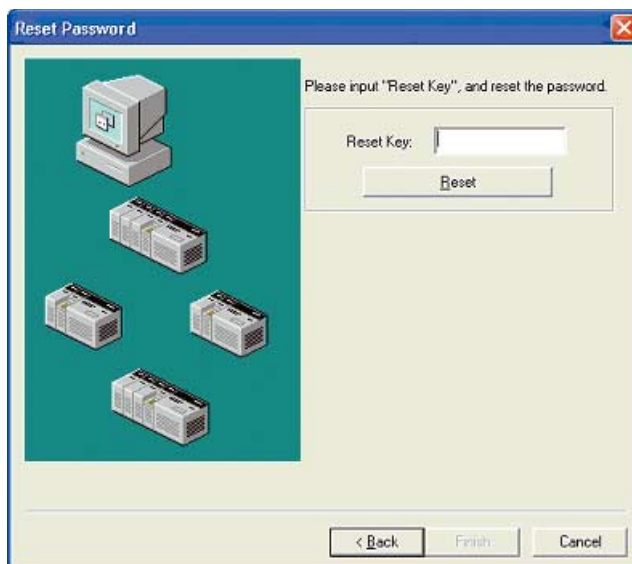 Reset Password
Please input "Reset Key", and reset the password.
Reset Key:
Reset
< Back
Finish
Cancel